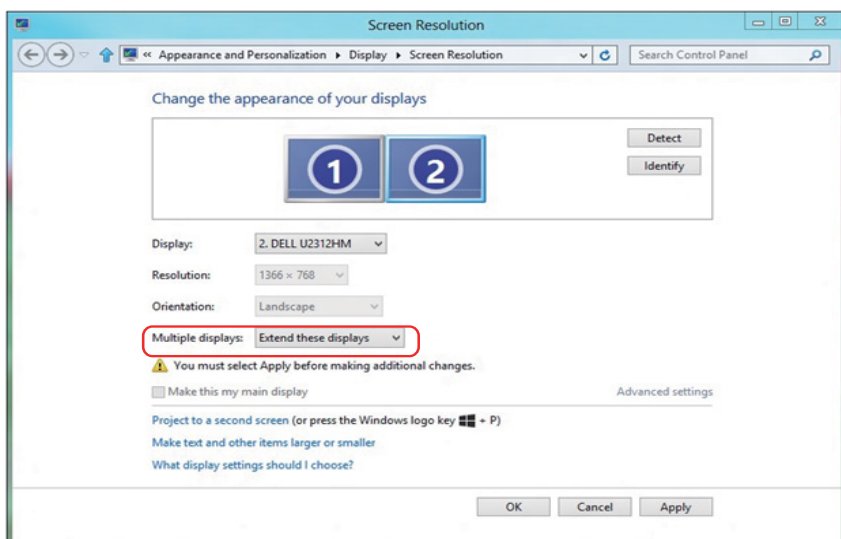 Screen Resolution
« Appearance and Personalization ▸ Display ▸ Screen Resolution
Search Control Panel
Change the appearance of your displays
1 2
Detect
Identify
Display: 2. DELL U2312HM
Resolution: 1366 × 768
Orientation: Landscape
Multiple displays: Extend these displays
You must select Apply before making additional changes.
Make this my main display Advanced settings
Project to a second screen (or press the Windows logo key + P)
Make text and other items larger or smaller
What display settings should I choose?
OK Cancel Apply